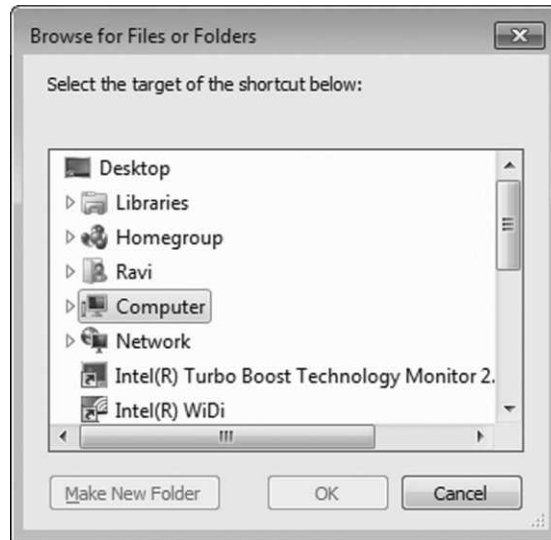 Browse for Files or Folders
Select the target of the shortcut below:
Desktop
Libraries
Homegroup
Ravi
Computer
Network
Intel(R) Turbo Boost Technology Monitor 2.
Intel(R) WiDi
Make New Folder OK Cancel